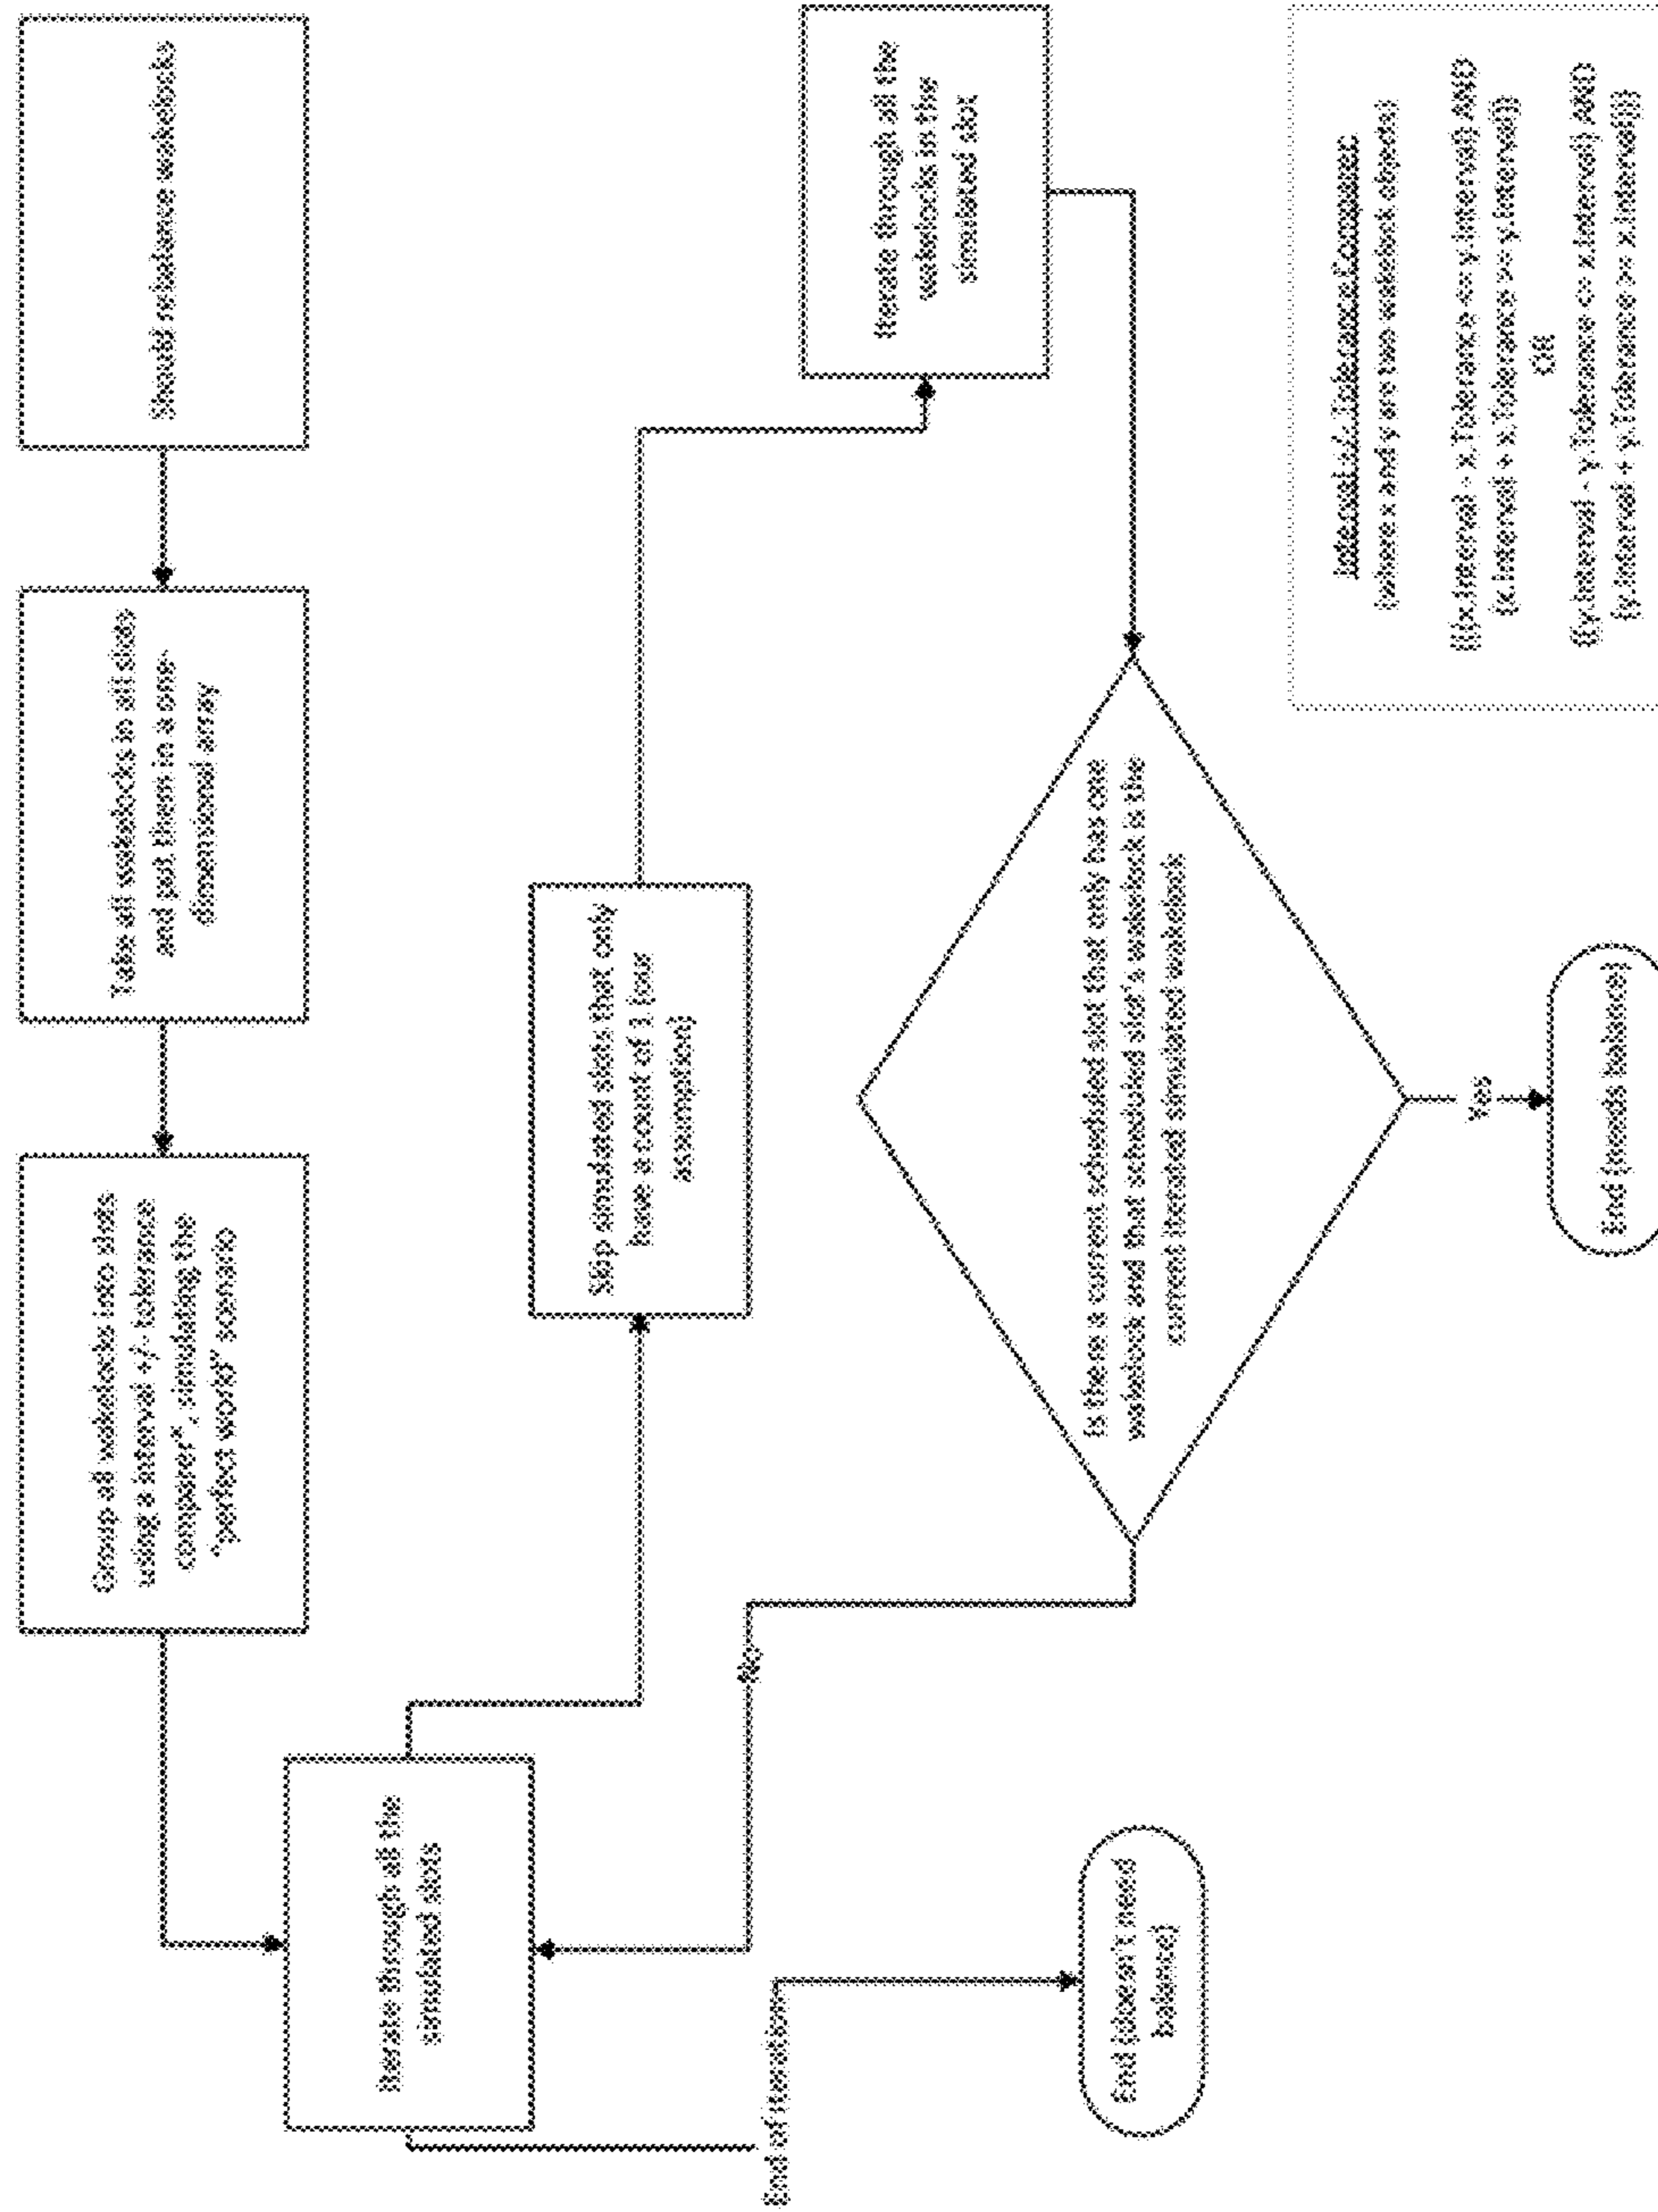 Should rebalance wakelocks
Take all wakelocks in all slots
and put them in a one-
dimensional array
Group all wakelocks into slots
using a interval +/- tolerance
comparer*, simulating the
"perfect world" scenario
Iterate through all the
simulated slots
Skip simulated slots that only
have a count of 1 (our
assumption)
Iterate through all the
wakelocks in the
simulated slot
Is there a current scheduled slot that only has one
wakelock and that scheduled slot's wakelock is the
current iterated simulated wakelock
No
Yes
End (needs balance)
End of iteration
End (doesn't need
balance)
Interval +/- Tolerance Comparer
(where x and y are two wakelock objects)
(((x.Interval - x.Tolerance <= y.Interval) AND
(x.Interval + x.Tolerance >= y.Interval))
OR
((y.Interval - y.Tolerance <= x.Interval) AND
(y.Interval + y.Tolerance >= x.Interval)))